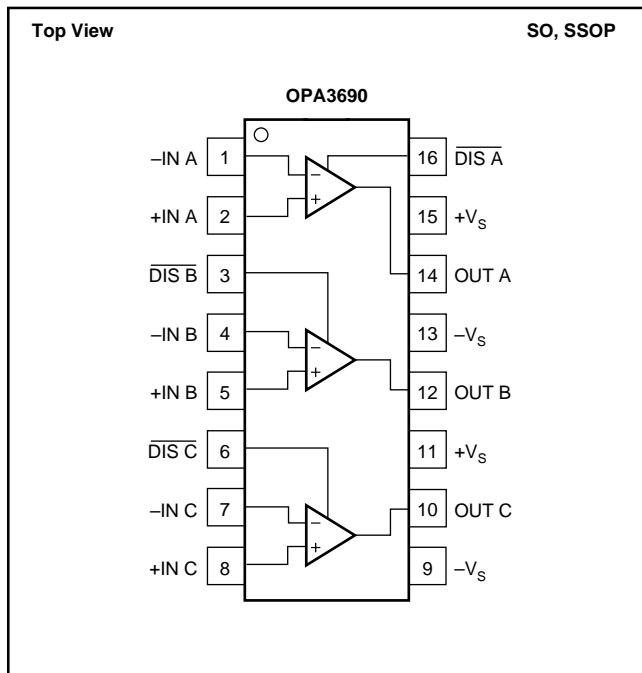 Top View SO, SSOP
OPA3690
–IN A 1 − 16 DIS A
+IN A 2 + 15 +VS
DIS B 3 14 OUT A
–IN B 4 − 13 –VS
+IN B 5 + 12 OUT B
DIS C 6 11 +VS
–IN C 7 − 10 OUT C
+IN C 8 + 9 –VS